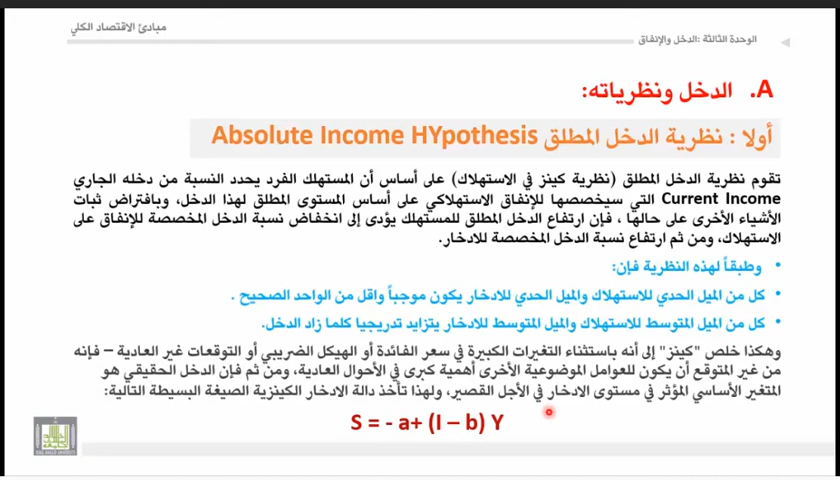 مبادئ الاقتصاد الكلي
الوحدة الثالثة :الدخل والإنفاق
A. الدخل ونظرياته:
أولا : نظرية الدخل المطلق Absolute Income HYpothesis
تقوم نظرية الدخل المطلق (نظرية كينز في الاستهلاك) على أساس أن المستهلك الفرد يحدد النسبة من دخله الجاري
Current Income التي سيخصصها للإنفاق الاستهلاكي على أساس المستوى المطلق لهذا الدخل، وبافتراض ثبات
الأشياء الأخرى على حالها ، فإن ارتفاع الدخل المطلق للمستهلك يؤدى إلى انخفاض نسبة الدخل المخصصة للإنفاق على
الاستهلاك، ومن ثم ارتفاع نسبة الدخل المخصصة للادخار.
• وطبقاً لهذه النظرية فإن:
• كل من الميل الحدي للاستهلاك والميل الحدي للادخار يكون موجباً واقل من الواحد الصحيح .
• كل من الميل المتوسط للاستهلاك والميل المتوسط للادخار يتزايد تدريجيا كلما زاد الدخل.
وهكذا خلص "كينز" إلى أنه باستثناء التغيرات الكبيرة في سعر الفائدة أو الهيكل الضريبي أو التوقعات غير العادية – فإنه
من غير المتوقع أن يكون للعوامل الموضوعية الأخرى أهمية كبرى في الأحوال العادية، ومن ثم فإن الدخل الحقيقي هو
المتغير الأساسي المؤثر في مستوى الادخار في الأجل القصير، ولهذا تأخذ دالة الادخار الكينزية الصيغة البسيطة التالية:
S = - a+ (I – b) Y